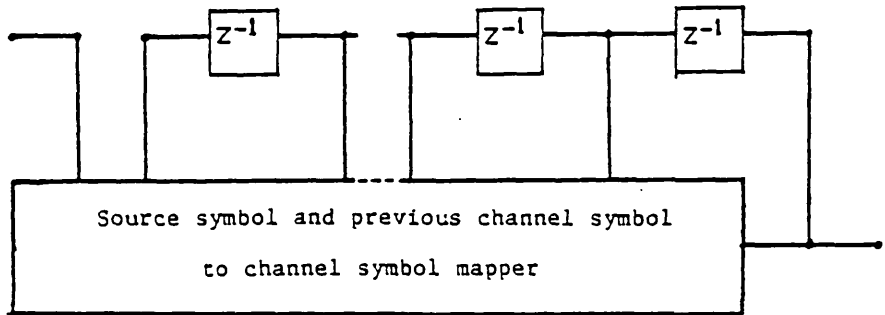 Z⁻¹ Z⁻¹ Z⁻¹
Source symbol and previous channel symbol
to channel symbol mapper